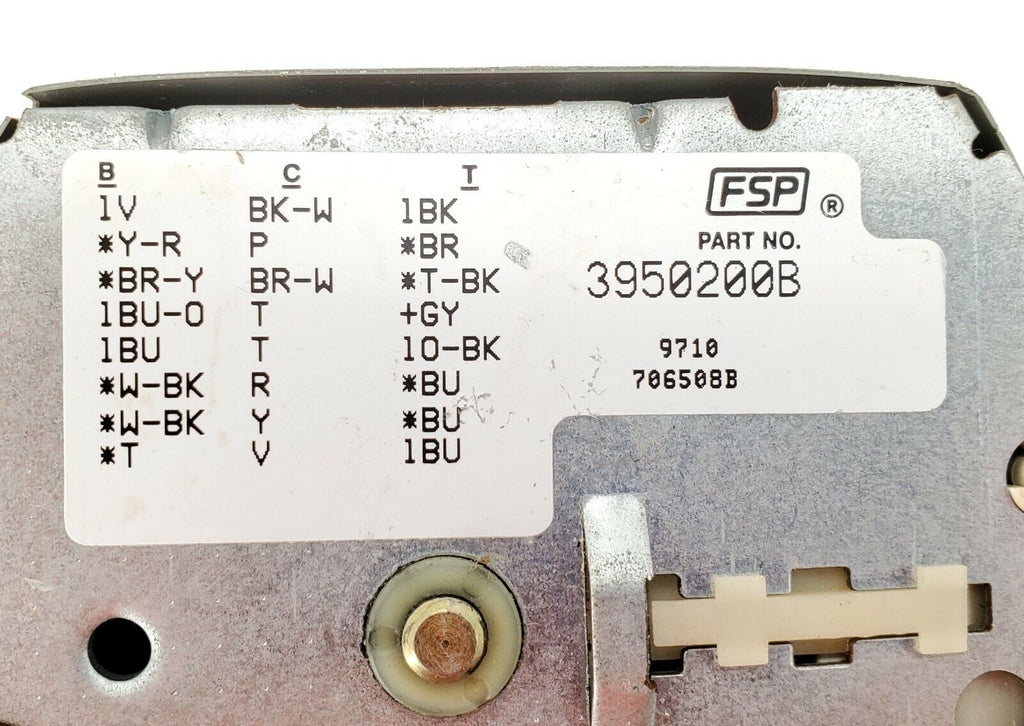 B C T
1V BK-W 1BK
*Y-R P *BR
*BR-Y BR-W *T-BK
1BU-O T +GY
1BU T 1O-BK
*W-BK R *BU
*W-BK Y *BU
*T V 1BU
FSP ®
PART NO.
3950200B
9710
706508B